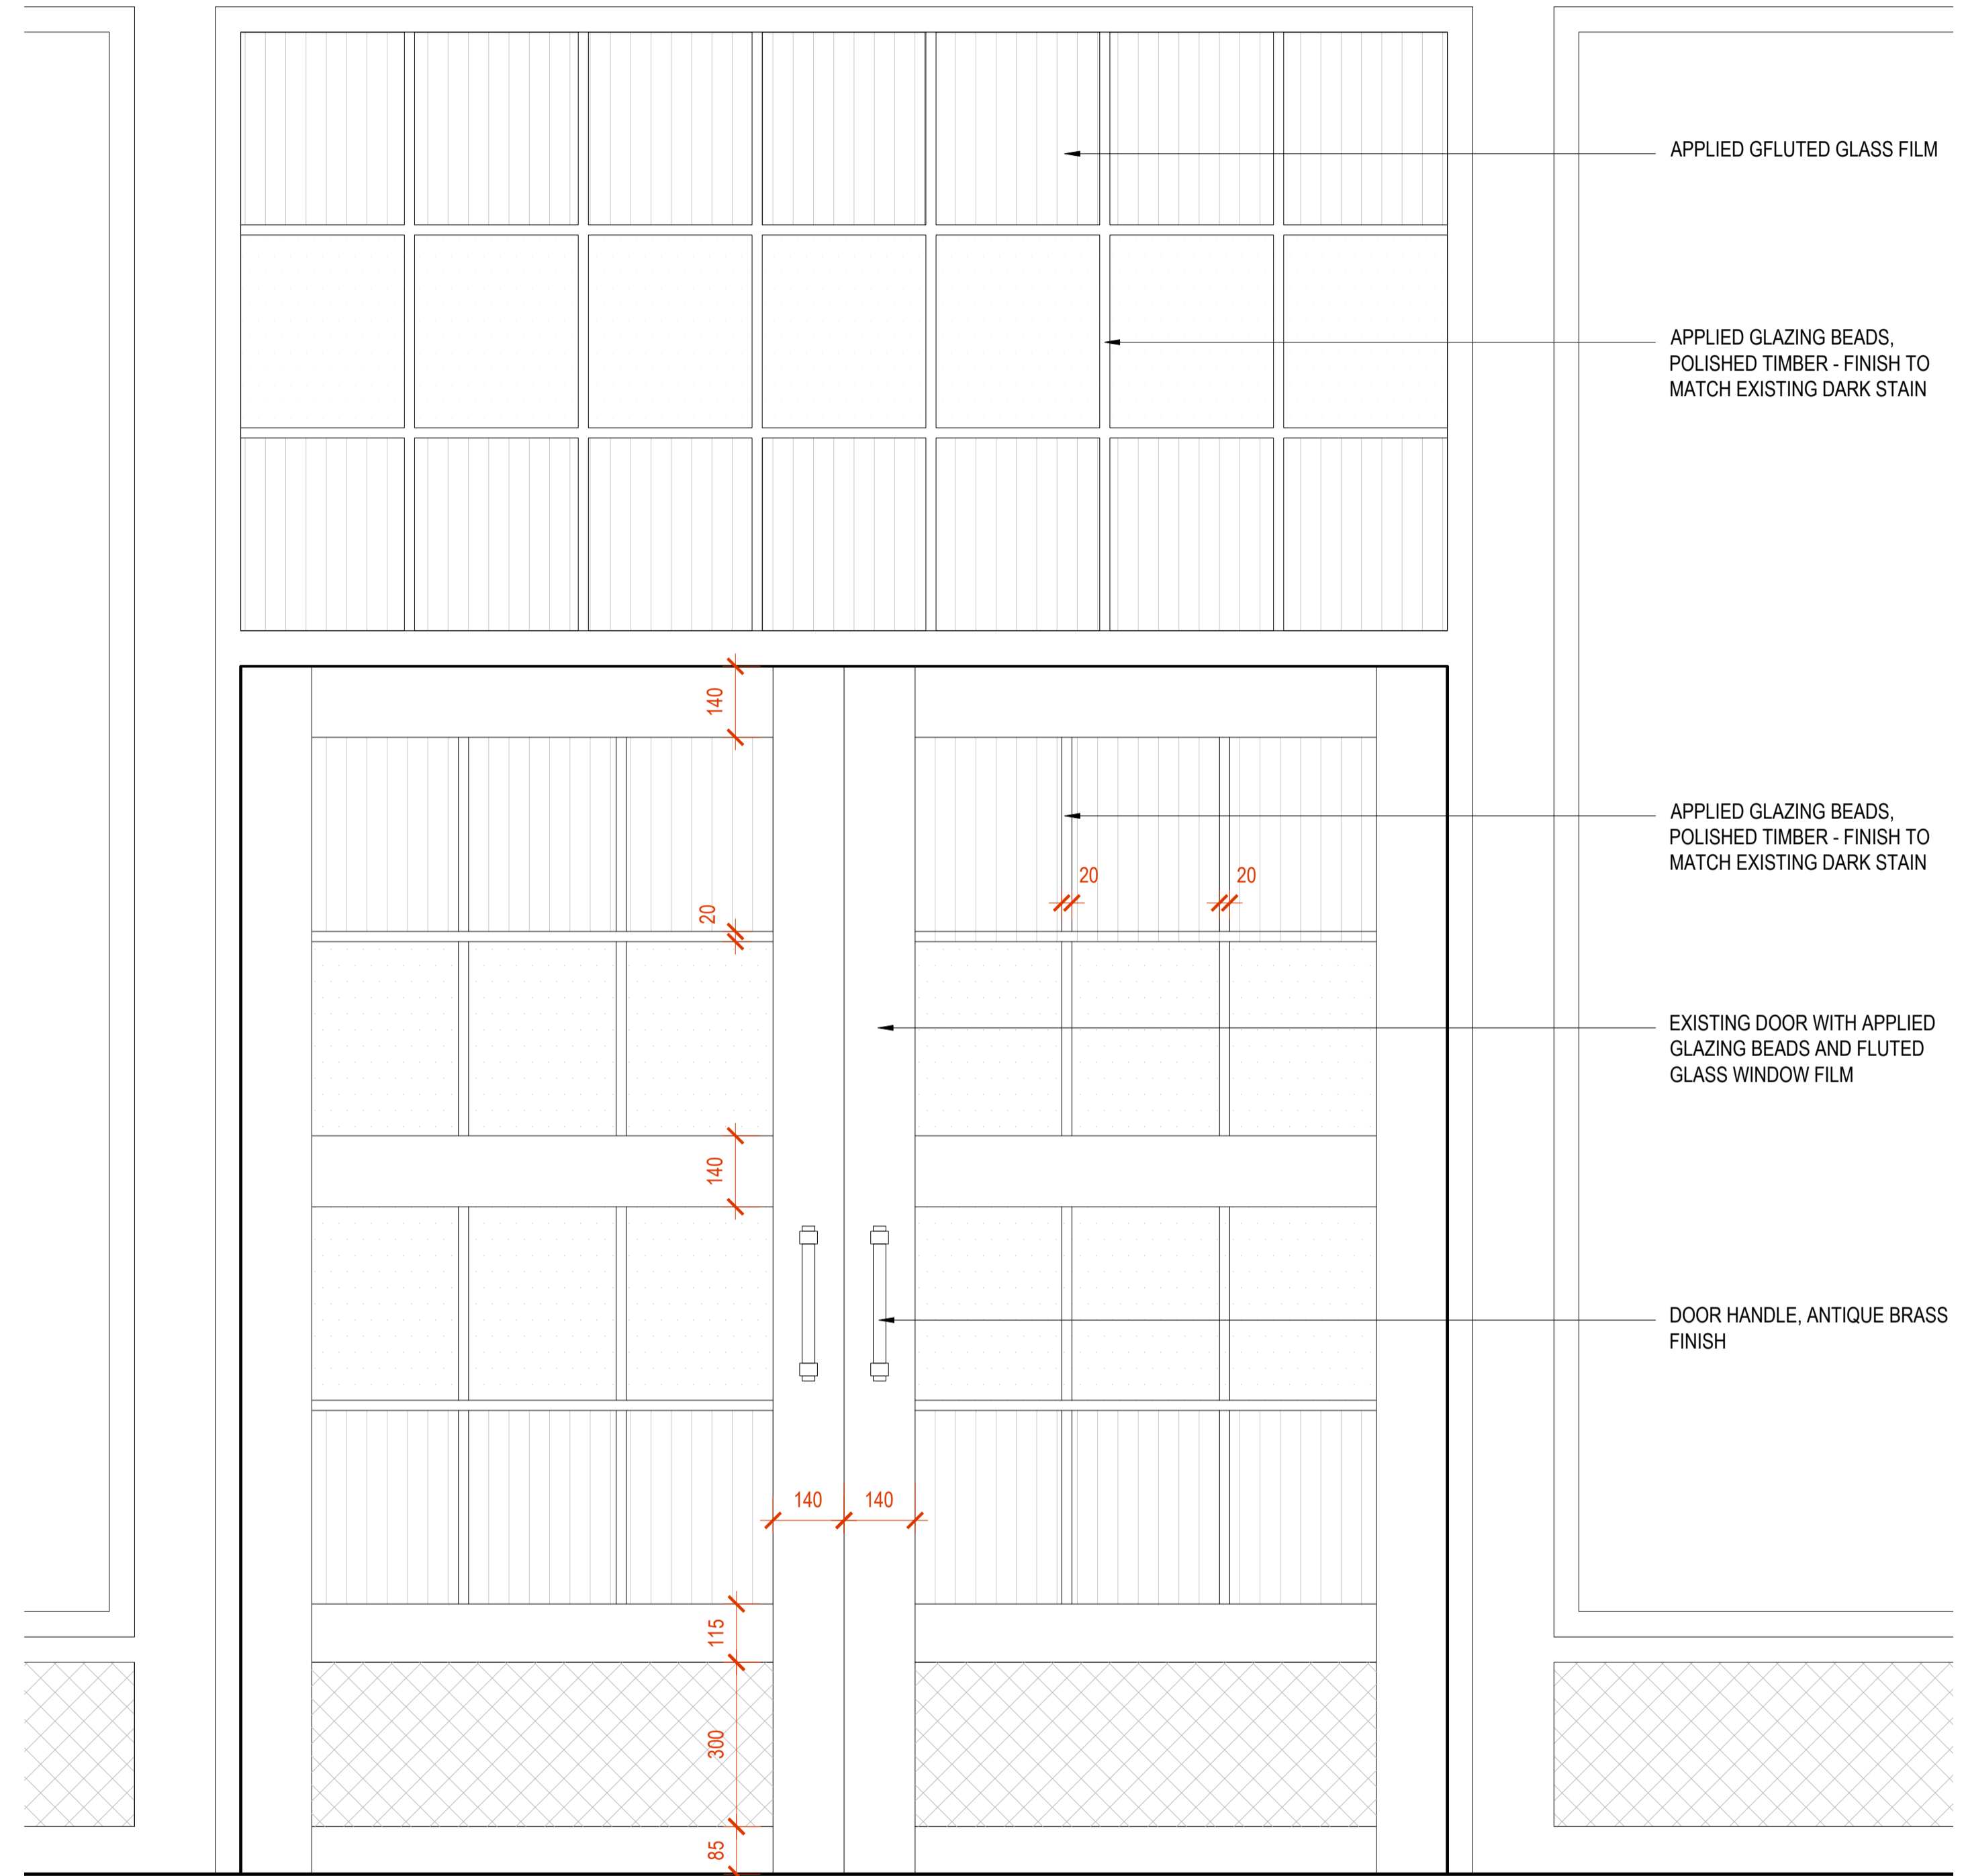 APPLIED GFLUTED GLASS FILM
APPLIED GLAZING BEADS,
POLISHED TIMBER - FINISH TO
MATCH EXISTING DARK STAIN
140
APPLIED GLAZING BEADS,
POLISHED TIMBER - FINISH TO
MATCH EXISTING DARK STAIN
20
20
20
EXISTING DOOR WITH APPLIED
GLAZING BEADS AND FLUTED
GLASS WINDOW FILM
140
DOOR HANDLE, ANTIQUE BRASS
FINISH
140
140
115
300
85